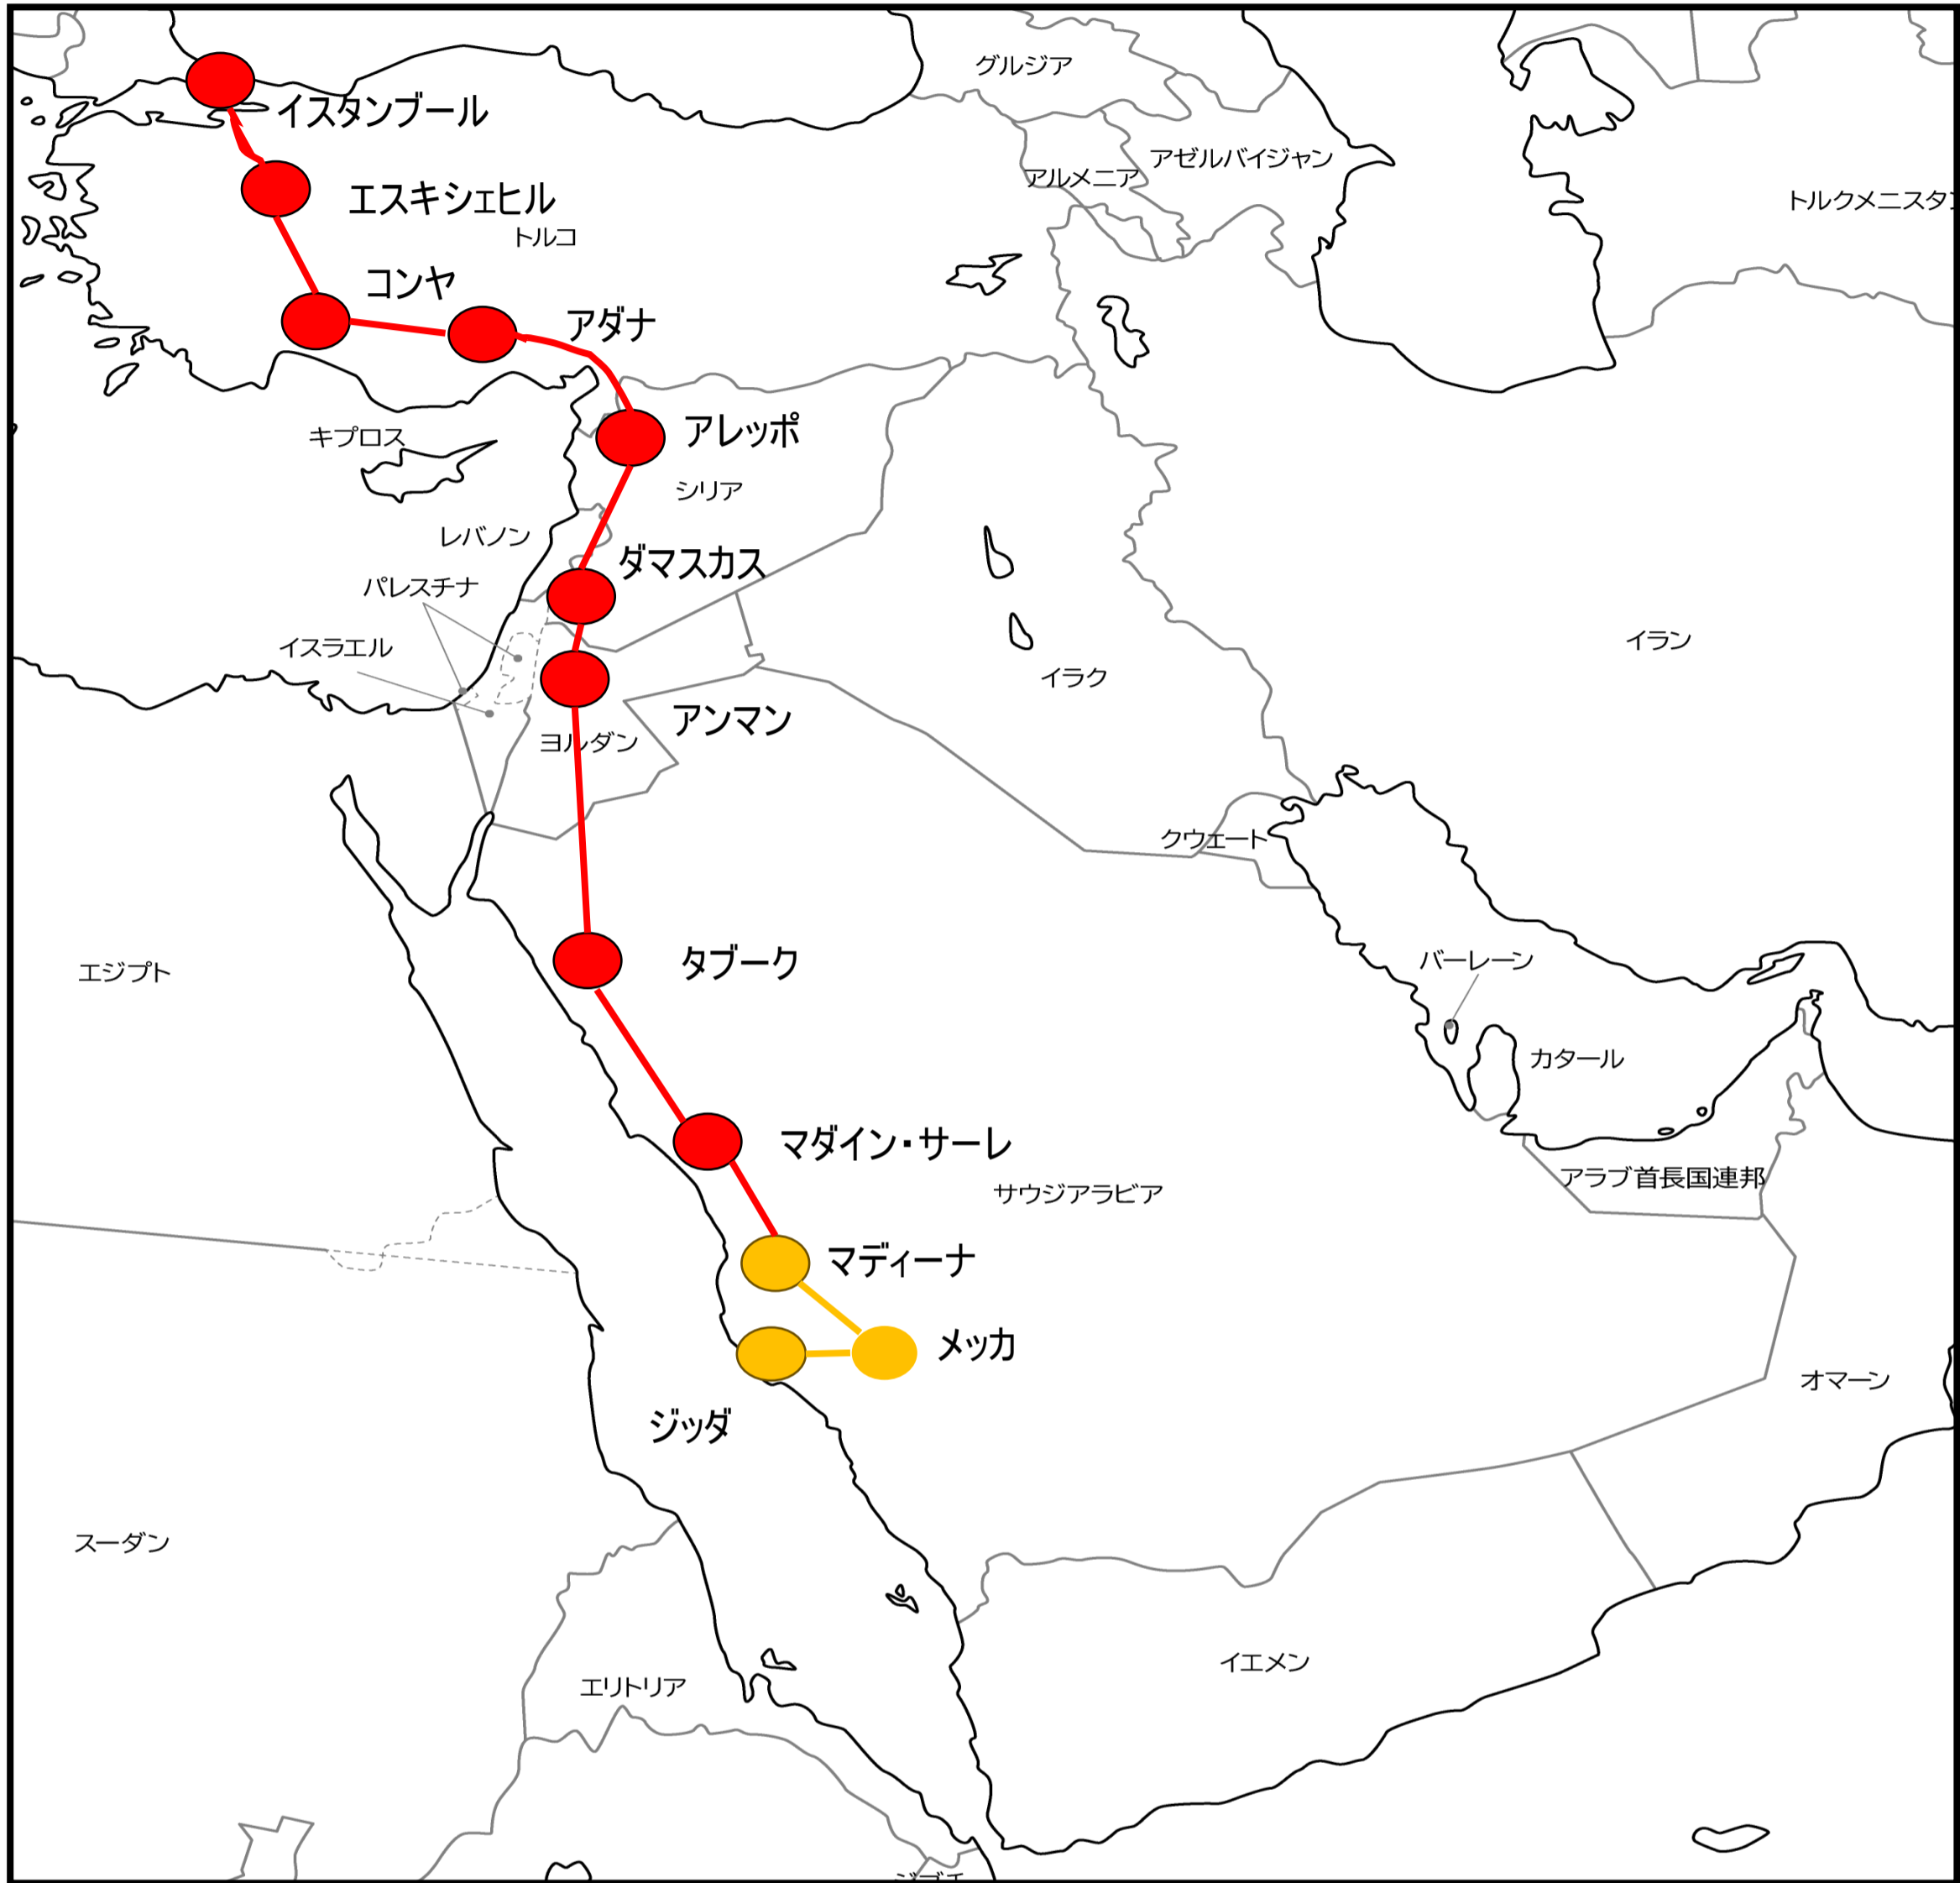 グルジア
イスタンブール
アゼルバイジャン
アルメニア
エスキシェヒル
トルクメニスタ
トルコ
コンヤ
アダナ
アレッポ
キプロス
シリア
レバノン
ダマスカス
パレスチナ
イスラエル
イラン
イラク
アンマン
ヨルダン
クウェート
タブーク
バーレーン
エジプト
カタール
マダイン・サーレ
アラブ首長国連邦
サウジアラビア
マディーナ
メッカ
オマーン
ジッダ
スーダン
イエメン
エリトリア